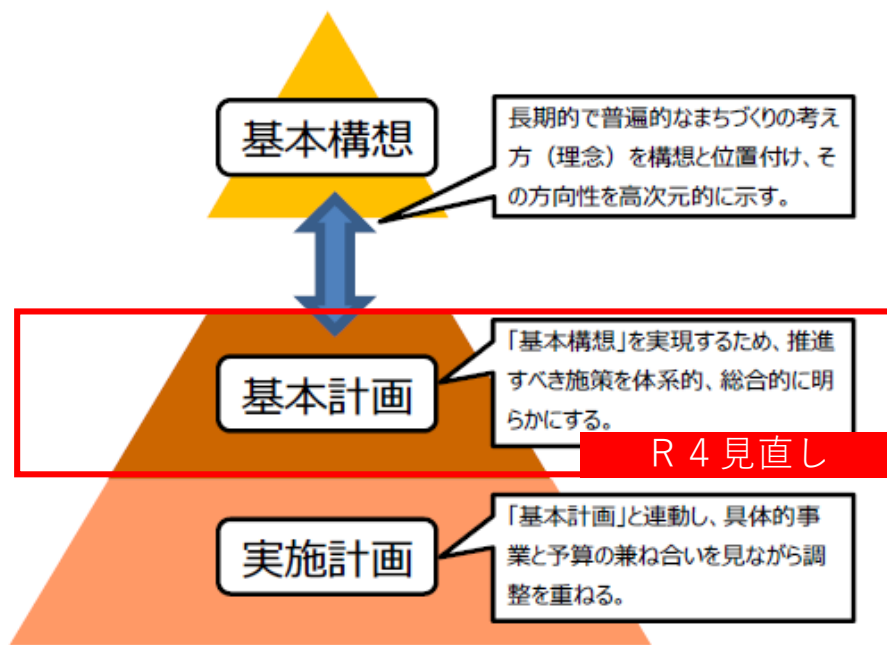 基本構想
長期的で普遍的なまちづくりの考え
方（理念）を構想と位置付け、そ
の方向性を高次元的に示す。
基本計画
「基本構想」を実現するため、推進
すべき施策を体系的、総合的に明
らかにする。
Ｒ４見直し
実施計画
「基本計画」と連動し、具体的事
業と予算の兼ね合いを見ながら調
整を重ねる。